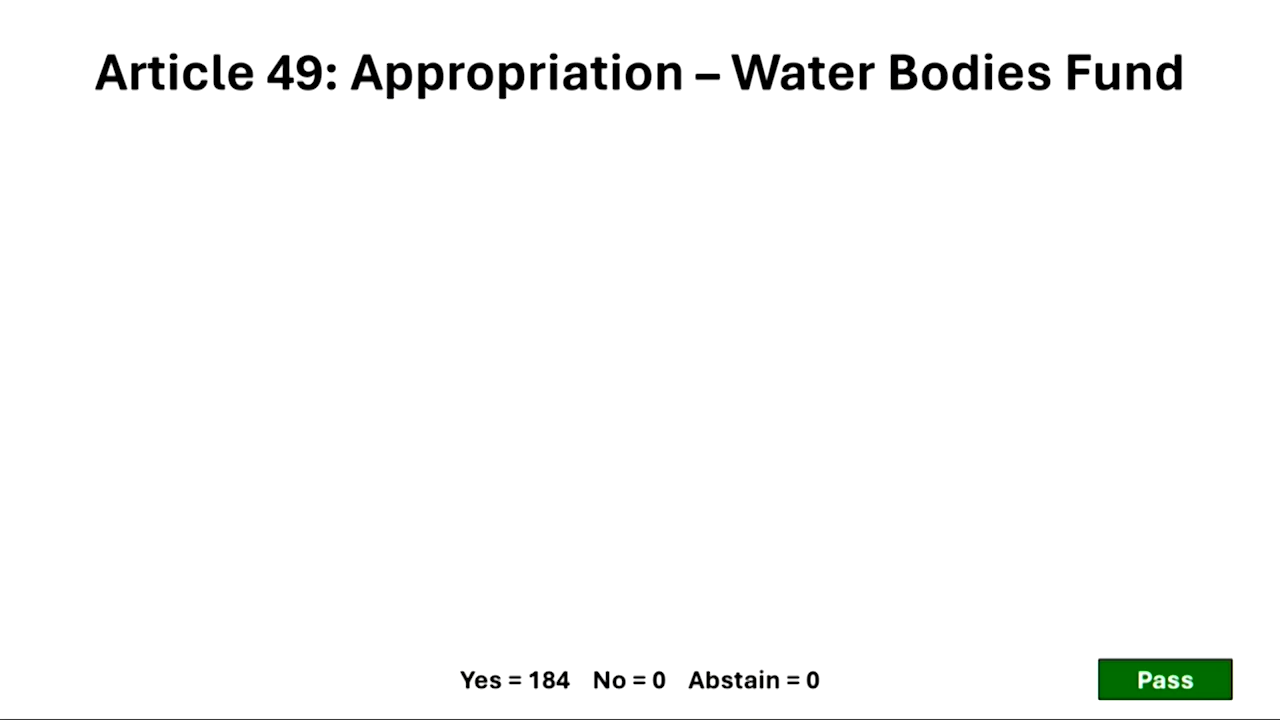 Article 49: Appropriation – Water Bodies Fund
Yes = 184 No = 0 Abstain = 0
Pass